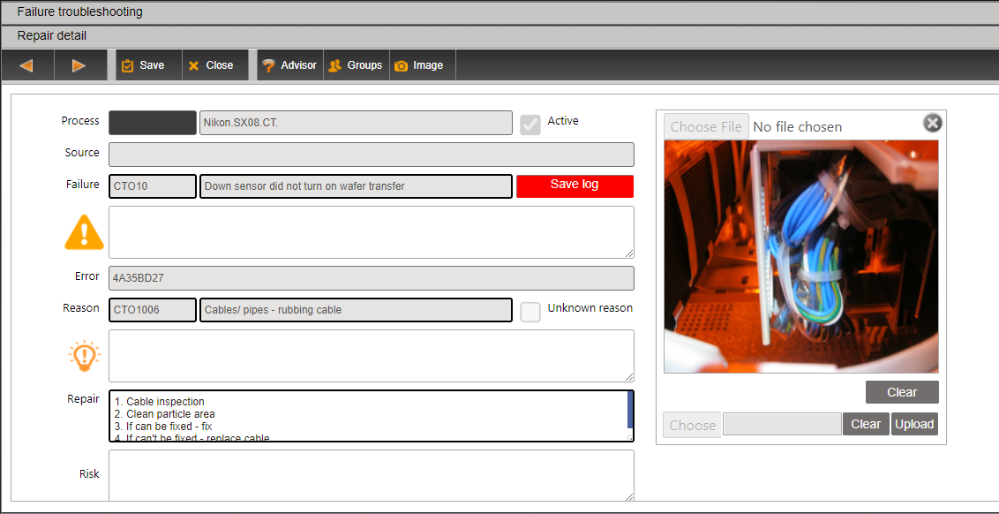 Failure troubleshooting
Repair detail
Save Close Advisor Groups Image
Process Nikon.SX08.CT. Active
Choose File No file chosen
Source
Failure CTO10 Down sensor did not turn on wafer transfer Save log
Error 4A35BD27
Reason CTO1006 Cables/ pipes - rubbing cable Unknown reason
Clear
Repair 1. Cable inspection
2. Clean particle area
3. If can be fixed - fix
4. If can't be fixed - replace cable
Choose Clear Upload
Risk